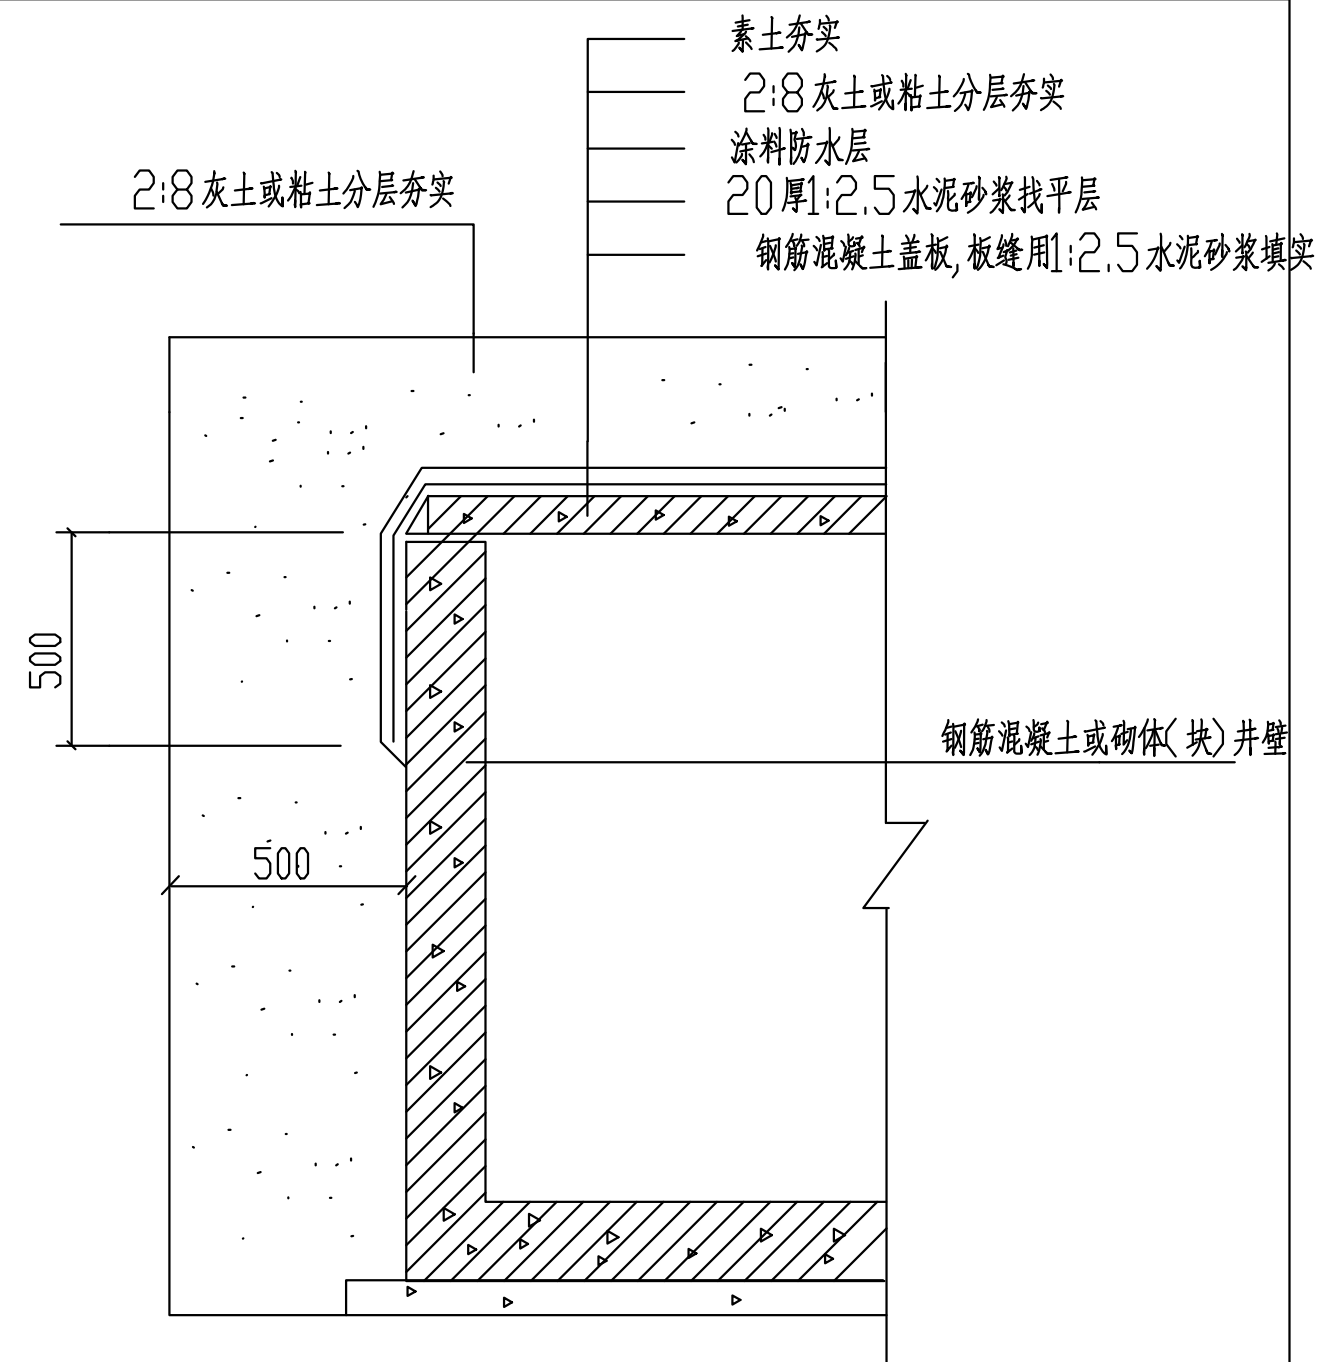 素土夯实
2:8灰土或粘土分层夯实
涂料防水层
20厚1:2.5水泥砂浆找平层
钢筋混凝土盖板,板缝用1:2.5水泥砂浆填实
2:8灰土或粘土分层夯实
500
钢筋混凝土或砌体(块)井壁
500